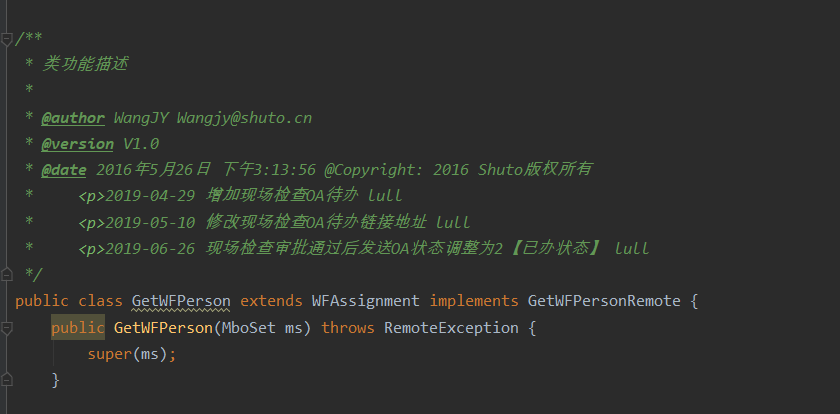 /**
* 类功能描述
*
* @author WangJY Wangjy@shuto.cn
* @version V1.0
* @date 2016年5月26日 下午3:13:56 @Copyright: 2016 Shuto版权所有
* <p>2019-04-29 增加现场检查OA待办 lull
* <p>2019-05-10 修改现场检查OA待办链接地址 lull
* <p>2019-06-26 现场检查审批通过后发送OA状态调整为2【已办状态】 lull
*/
public class GetWFPerson extends WFAssignment implements GetWFPersonRemote {
public GetWFPerson(MboSet ms) throws RemoteException {
super(ms);
}